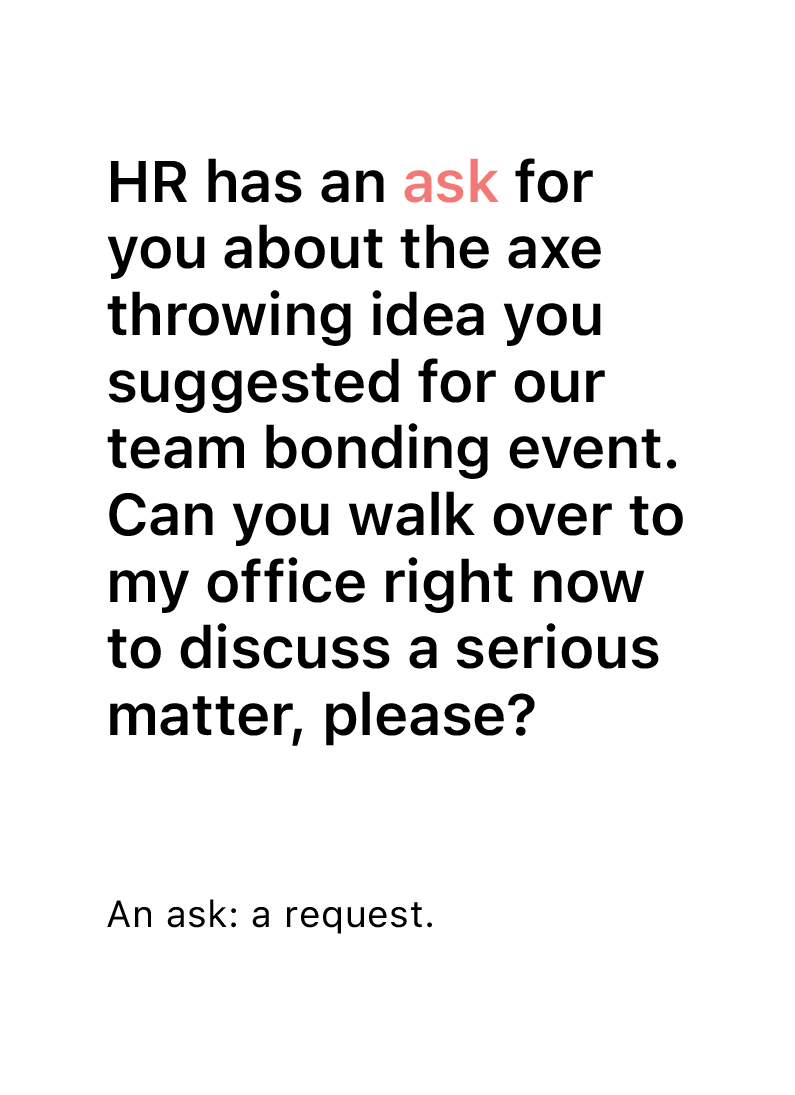 HR has an ask for
you about the axe
throwing idea you
suggested for our
team bonding event.
Can you walk over to
my office right now
to discuss a serious
matter, please?
An ask: a request.